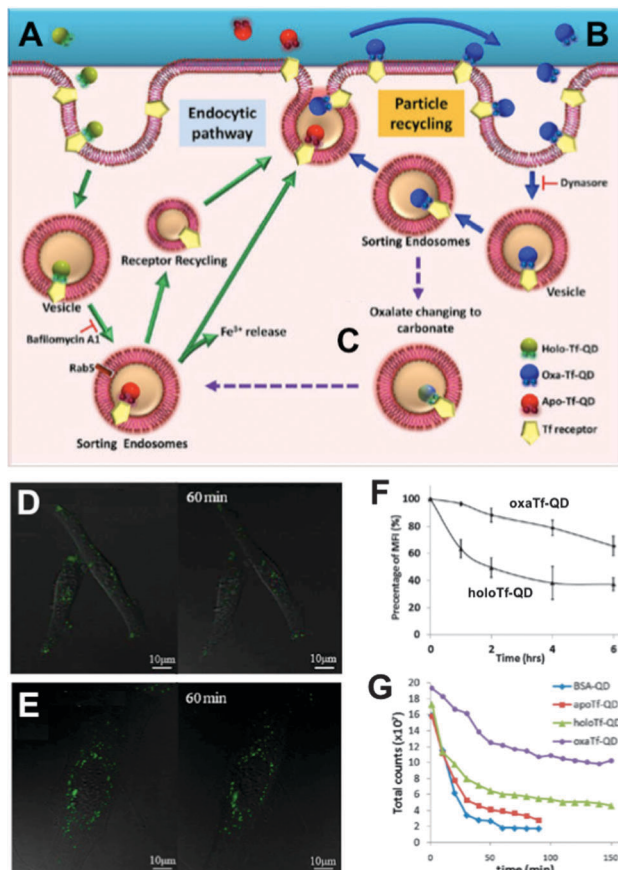 A
B
Endocytic
pathway
Particle
recycling
Dynasore
Sorting Endosomes
Vesicle
Receptor Recycling
Vesicle
Bafilomycin A1
Fe3+ release
Oxalate changing to
carbonate
C
Rab5
Sorting Endosomes
Holo-Tf-QD
Oxa-Tf-QD
Apo-Tf-QD
Tf receptor
D
60 min
10µm
10µm
E
60 min
10µm
10µm
F
Precentage of MFI (%)
100
80
60
40
20
0
oxaTf-QD
holoTf-QD
0
2
4
6
Time (hrs)
G
Total counts (x10⁷)
20
18
16
14
12
10
8
6
4
2
0
BSA-QD
apoTf-QD
holoTf-QD
oxaTf-QD
0
50
100
150
time (min)